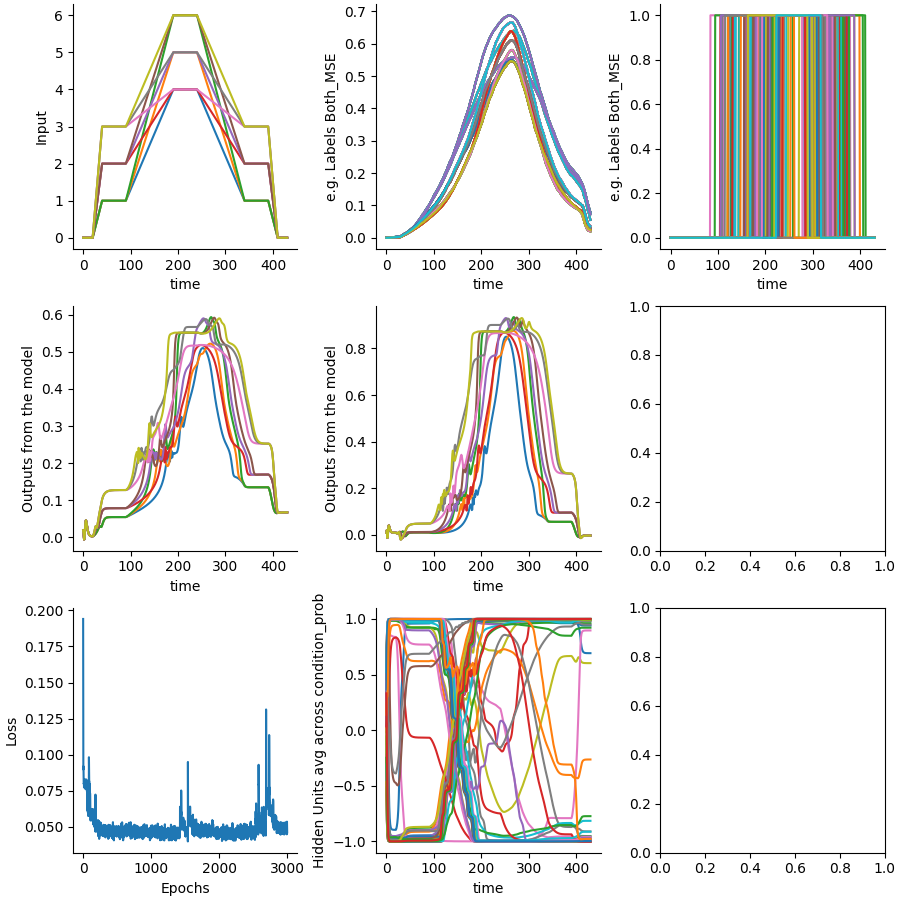 6
5
4
3
2
1
0
Input
0 100 200 300 400
time
0.7
0.6
0.5
0.4
0.3
0.2
0.1
0.0
e.g. Labels Both_MSE
0 100 200 300 400
time
1.0
0.8
0.6
0.4
0.2
0.0
e.g. Labels Both_MSE
0 100 200 300 400
time
0.6
0.5
0.4
0.3
0.2
0.1
0.0
Outputs from the model
0 100 200 300 400
time
0.8
0.6
0.4
0.2
0.0
Outputs from the model
0 100 200 300 400
time
1.0
0.8
0.6
0.4
0.2
0.0
0.0 0.2 0.4 0.6 0.8 1.0
0.200
0.175
0.150
0.125
0.100
0.075
0.050
Loss
0 1000 2000 3000
Epochs
1.0
0.5
0.0
−0.5
−1.0
Hidden Units avg across condition_prob
0 100 200 300 400
time
1.0
0.8
0.6
0.4
0.2
0.0
0.0 0.2 0.4 0.6 0.8 1.0